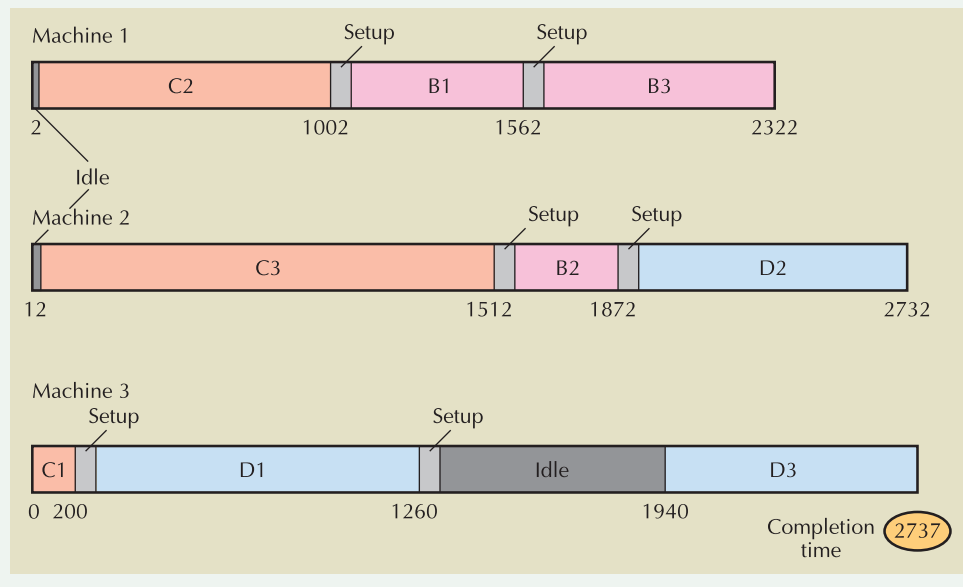 Machine 1
Setup
Setup
C2
B1
B3
2
1002
1562
2322
Idle
Machine 2
Setup
Setup
C3
B2
D2
12
1512
1872
2732
Machine 3
Setup
Setup
C1
D1
Idle
D3
0
200
1260
1940
Completion
time
2737